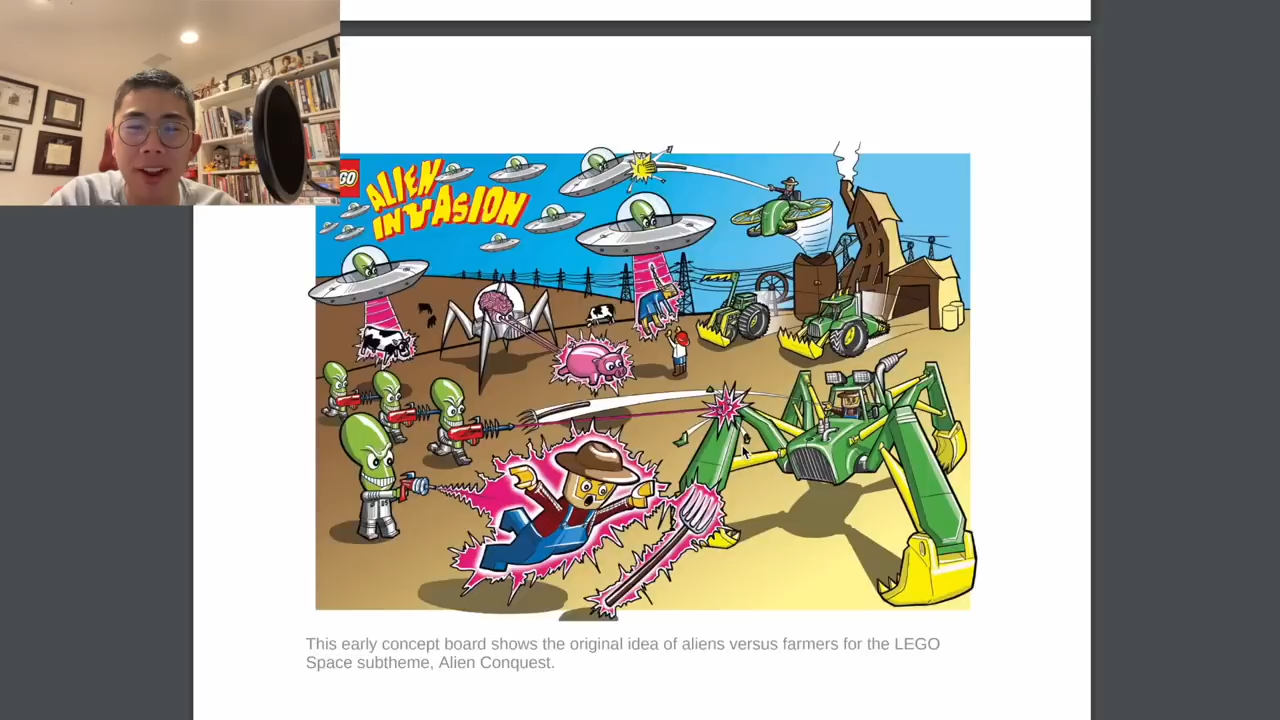 GO
ALIEN
INVASION
This early concept board shows the original idea of aliens versus farmers for the LEGO
Space subtheme, Alien Conquest.